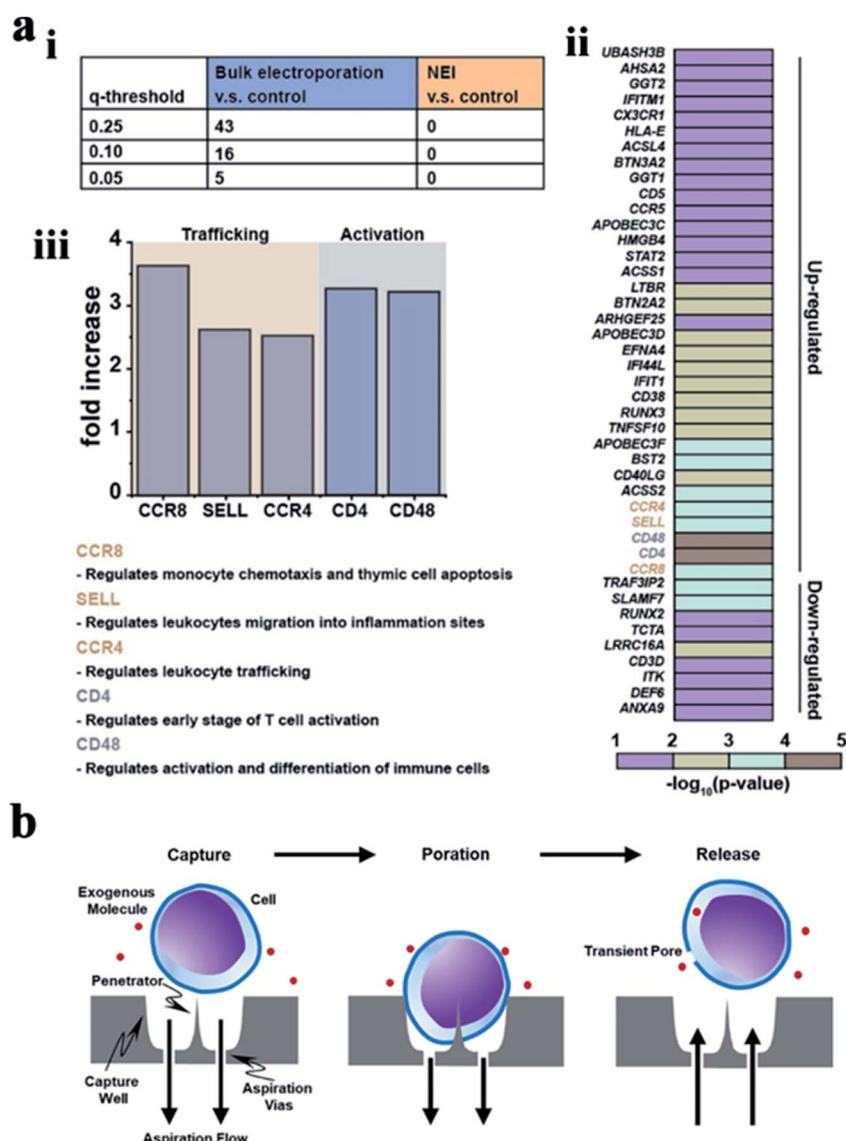 a
i
q-threshold
Bulk electroporation
v.s. control
NEI
v.s. control
0.25 43 0
0.10 16 0
0.05 5 0
ii
UBASH3B
AHSA2
GGT2
IFITM1
CX3CR1
HLA-E
ACSL4
BTN3A2
GGT1
CD5
CCR5
APOBEC3C
HMGB4
STAT2
ACSS1
LTBR
BTN2A2
ARHGEF25
APOBEC3D
EFNA4
IFI44L
IFIT1
CD38
RUNX3
TNFSF10
APOBEC3F
BST2
CD40LG
ACSS2
CCR4
SELL
CD48
CD4
CCR8
TRAF3IP2
SLAMF7
RUNX2
TCTA
LRRC16A
CD3D
ITK
DEF6
ANXA9
Up-regulated
Down-regulated
1 2 3 4 5
-log10(p-value)
iii
Trafficking Activation
fold increase
4
3
2
1
0
CCR8 SELL CCR4 CD4 CD48
CCR8
- Regulates monocyte chemotaxis and thymic cell apoptosis
SELL
- Regulates leukocytes migration into inflammation sites
CCR4
- Regulates leukocyte trafficking
CD4
- Regulates early stage of T cell activation
CD48
- Regulates activation and differentiation of immune cells
b
Capture Poration Release
Exogenous
Molecule
Cell
Penetrator
Capture
Well
Aspiration
Vias
Aspiration Flow
Transient Pore